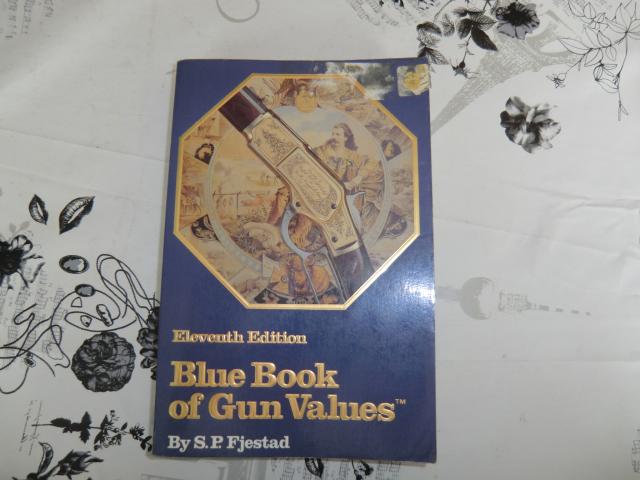 Eleventh Edition
Blue Book
of Gun Values™
By S.P. Fjestad